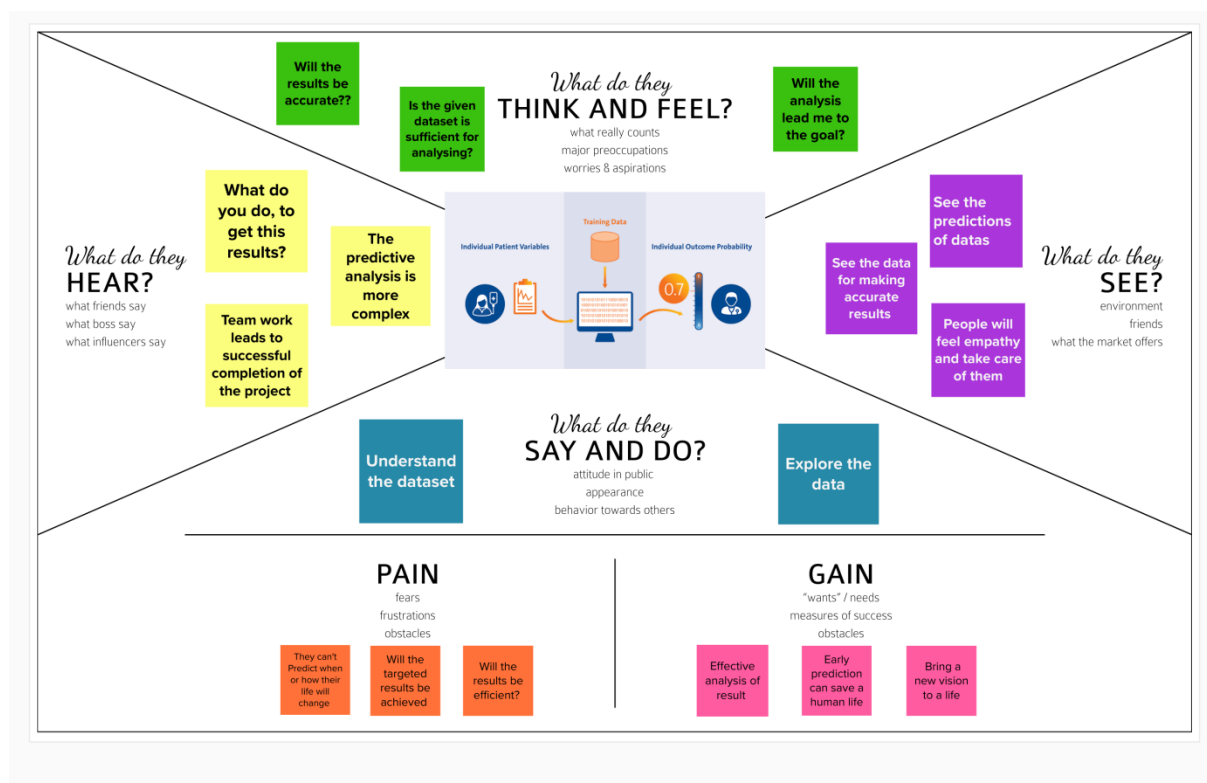 Will the
results be
accurate??
Is the given
dataset is
sufficient for
analysing?
What do they
THINK AND FEEL?
what really counts
major preoccupations
worries & aspirations
Will the
analysis
lead me to
the goal?
What do they
HEAR?
what friends say
what boss say
what influencers say
What do
you do, to
get this
results?
The
predictive
analysis is
more
complex
Team work
leads to
successful
completion of
the project
Individual Patient Variables
Training Data
Individual Outcome Probability
0.7
See the
predictions
of datas
See the data
for making
accurate
results
People will
feel empathy
and take care
of them
What do they
SEE?
environment
friends
what the market offers
Understand
the dataset
What do they
SAY AND DO?
attitude in public
appearance
behavior towards others
Explore the
data
PAIN
fears
frustrations
obstacles
They can't
Predict when
or how their
life will
change
Will the
targeted
results be
achieved
Will the
results be
efficient?
GAIN
"wants" / needs
measures of success
obstacles
Effective
analysis of
result
Early
prediction
can save a
human life
Bring a
new vision
to a life